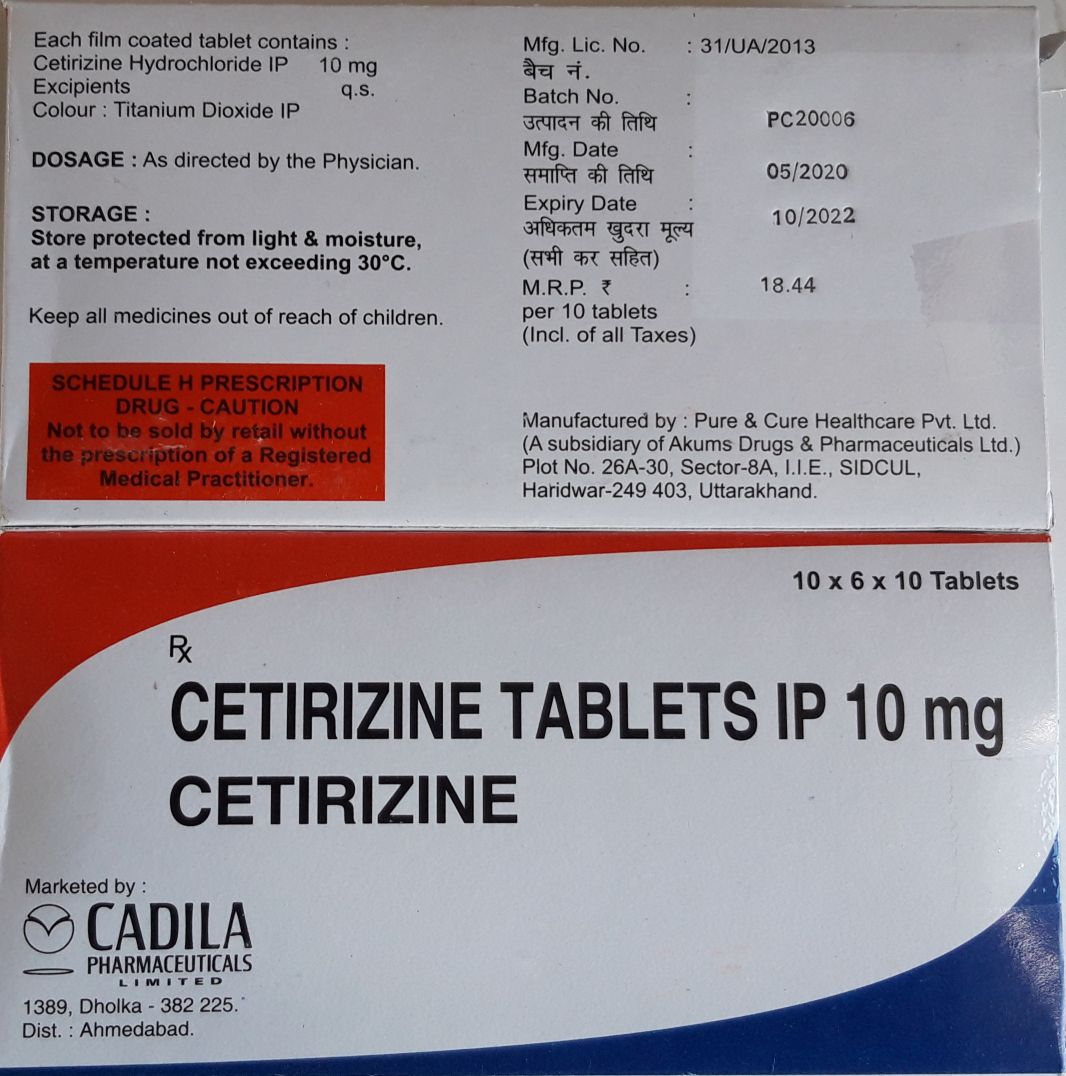 Each film coated tablet contains :
Cetirizine Hydrochloride IP 10 mg
Excipients q.s.
Colour : Titanium Dioxide IP
DOSAGE : As directed by the Physician.
STORAGE :
Store protected from light & moisture,
at a temperature not exceeding 30°C.
Keep all medicines out of reach of children.
SCHEDULE H PRESCRIPTION
DRUG - CAUTION
Not to be sold by retail without
the prescription of a Registered
Medical Practitioner.
Mfg. Lic. No. : 31/UA/2013
बैच नं.
Batch No. :
उत्पादन की तिथि PC20006
Mfg. Date :
समाप्ति की तिथि 05/2020
Expiry Date : 10/2022
अधिकतम खुदरा मूल्य
(सभी कर सहित)
M.R.P. ₹ : 18.44
per 10 tablets
(Incl. of all Taxes)
Manufactured by : Pure & Cure Healthcare Pvt. Ltd.
(A subsidiary of Akums Drugs & Pharmaceuticals Ltd.)
Plot No. 26A-30, Sector-8A, I.I.E., SIDCUL,
Haridwar-249 403, Uttarakhand.
10 x 6 x 10 Tablets
Rx
CETIRIZINE TABLETS IP 10 mg
CETIRIZINE
Marketed by :
CADILA
PHARMACEUTICALS
LIMITED
1389, Dholka - 382 225.
Dist. : Ahmedabad.